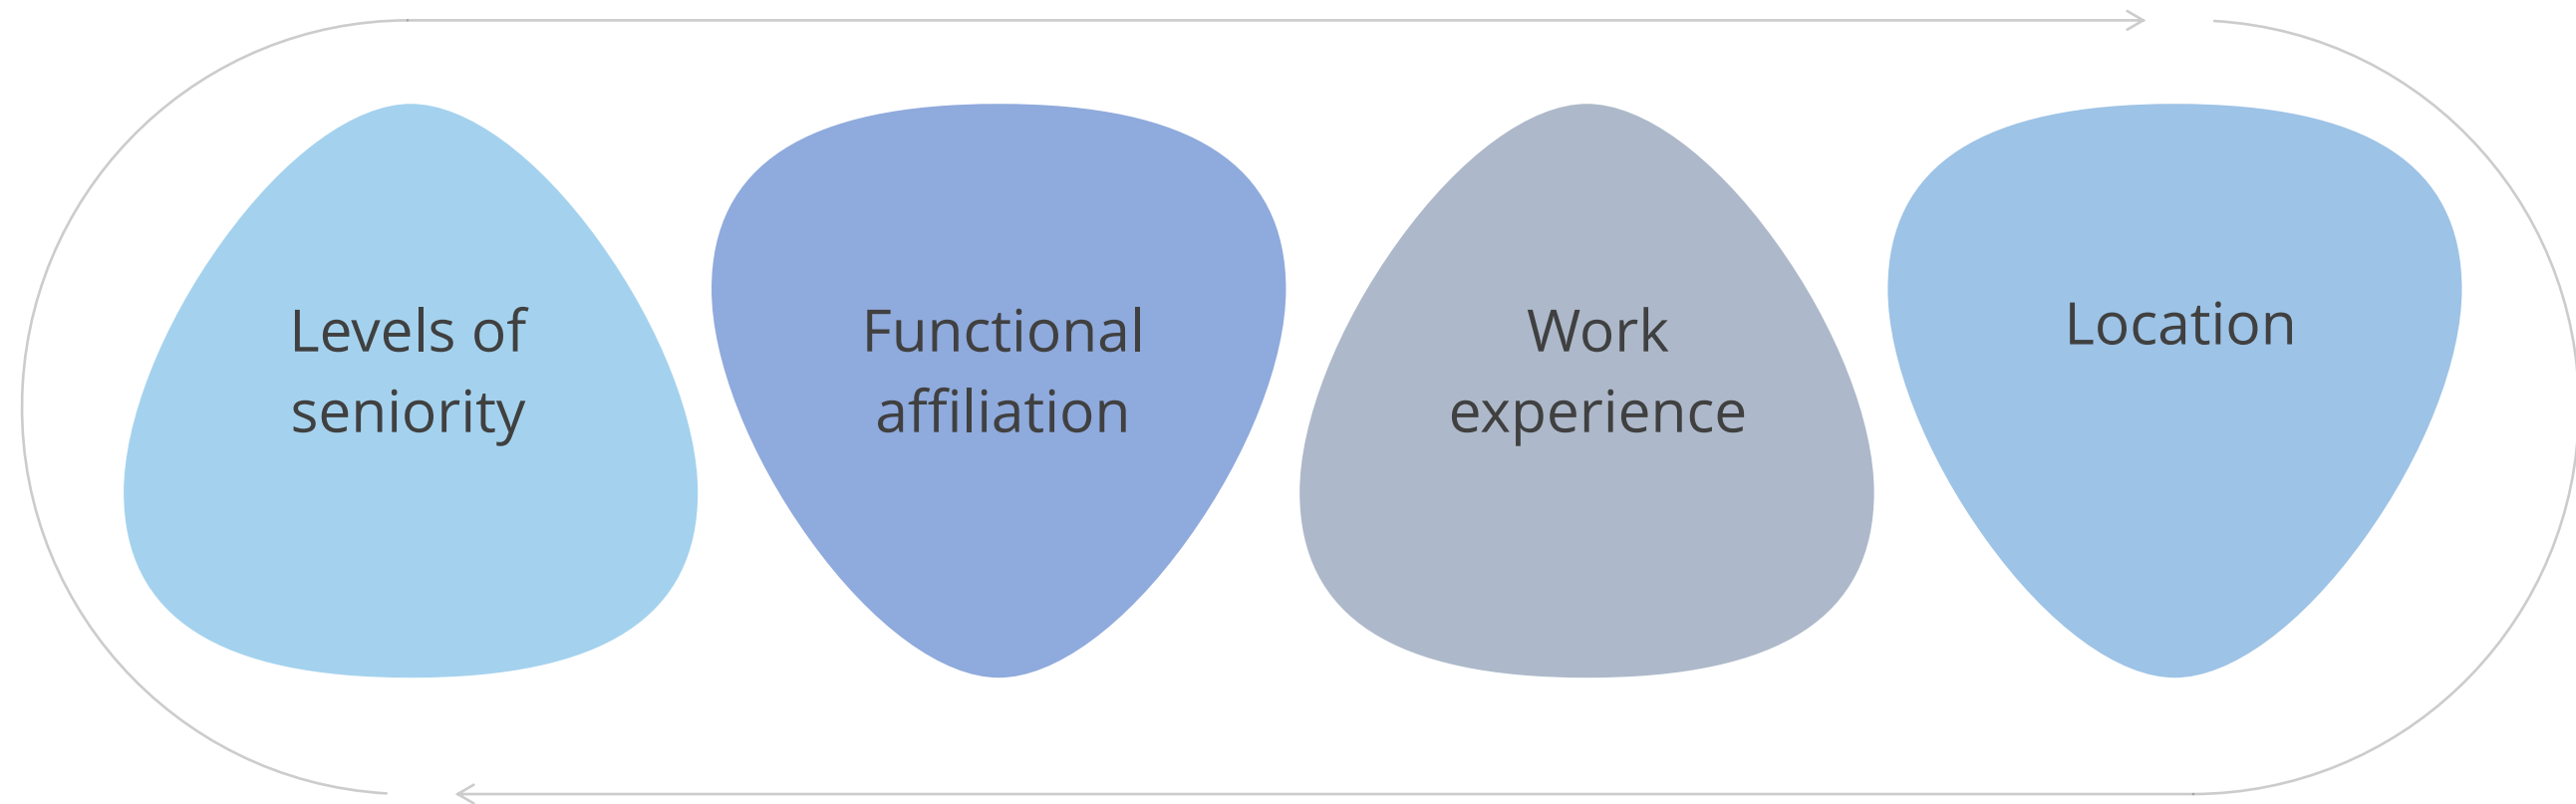 Levels of
seniority
Functional
affiliation
Work
experience
Location